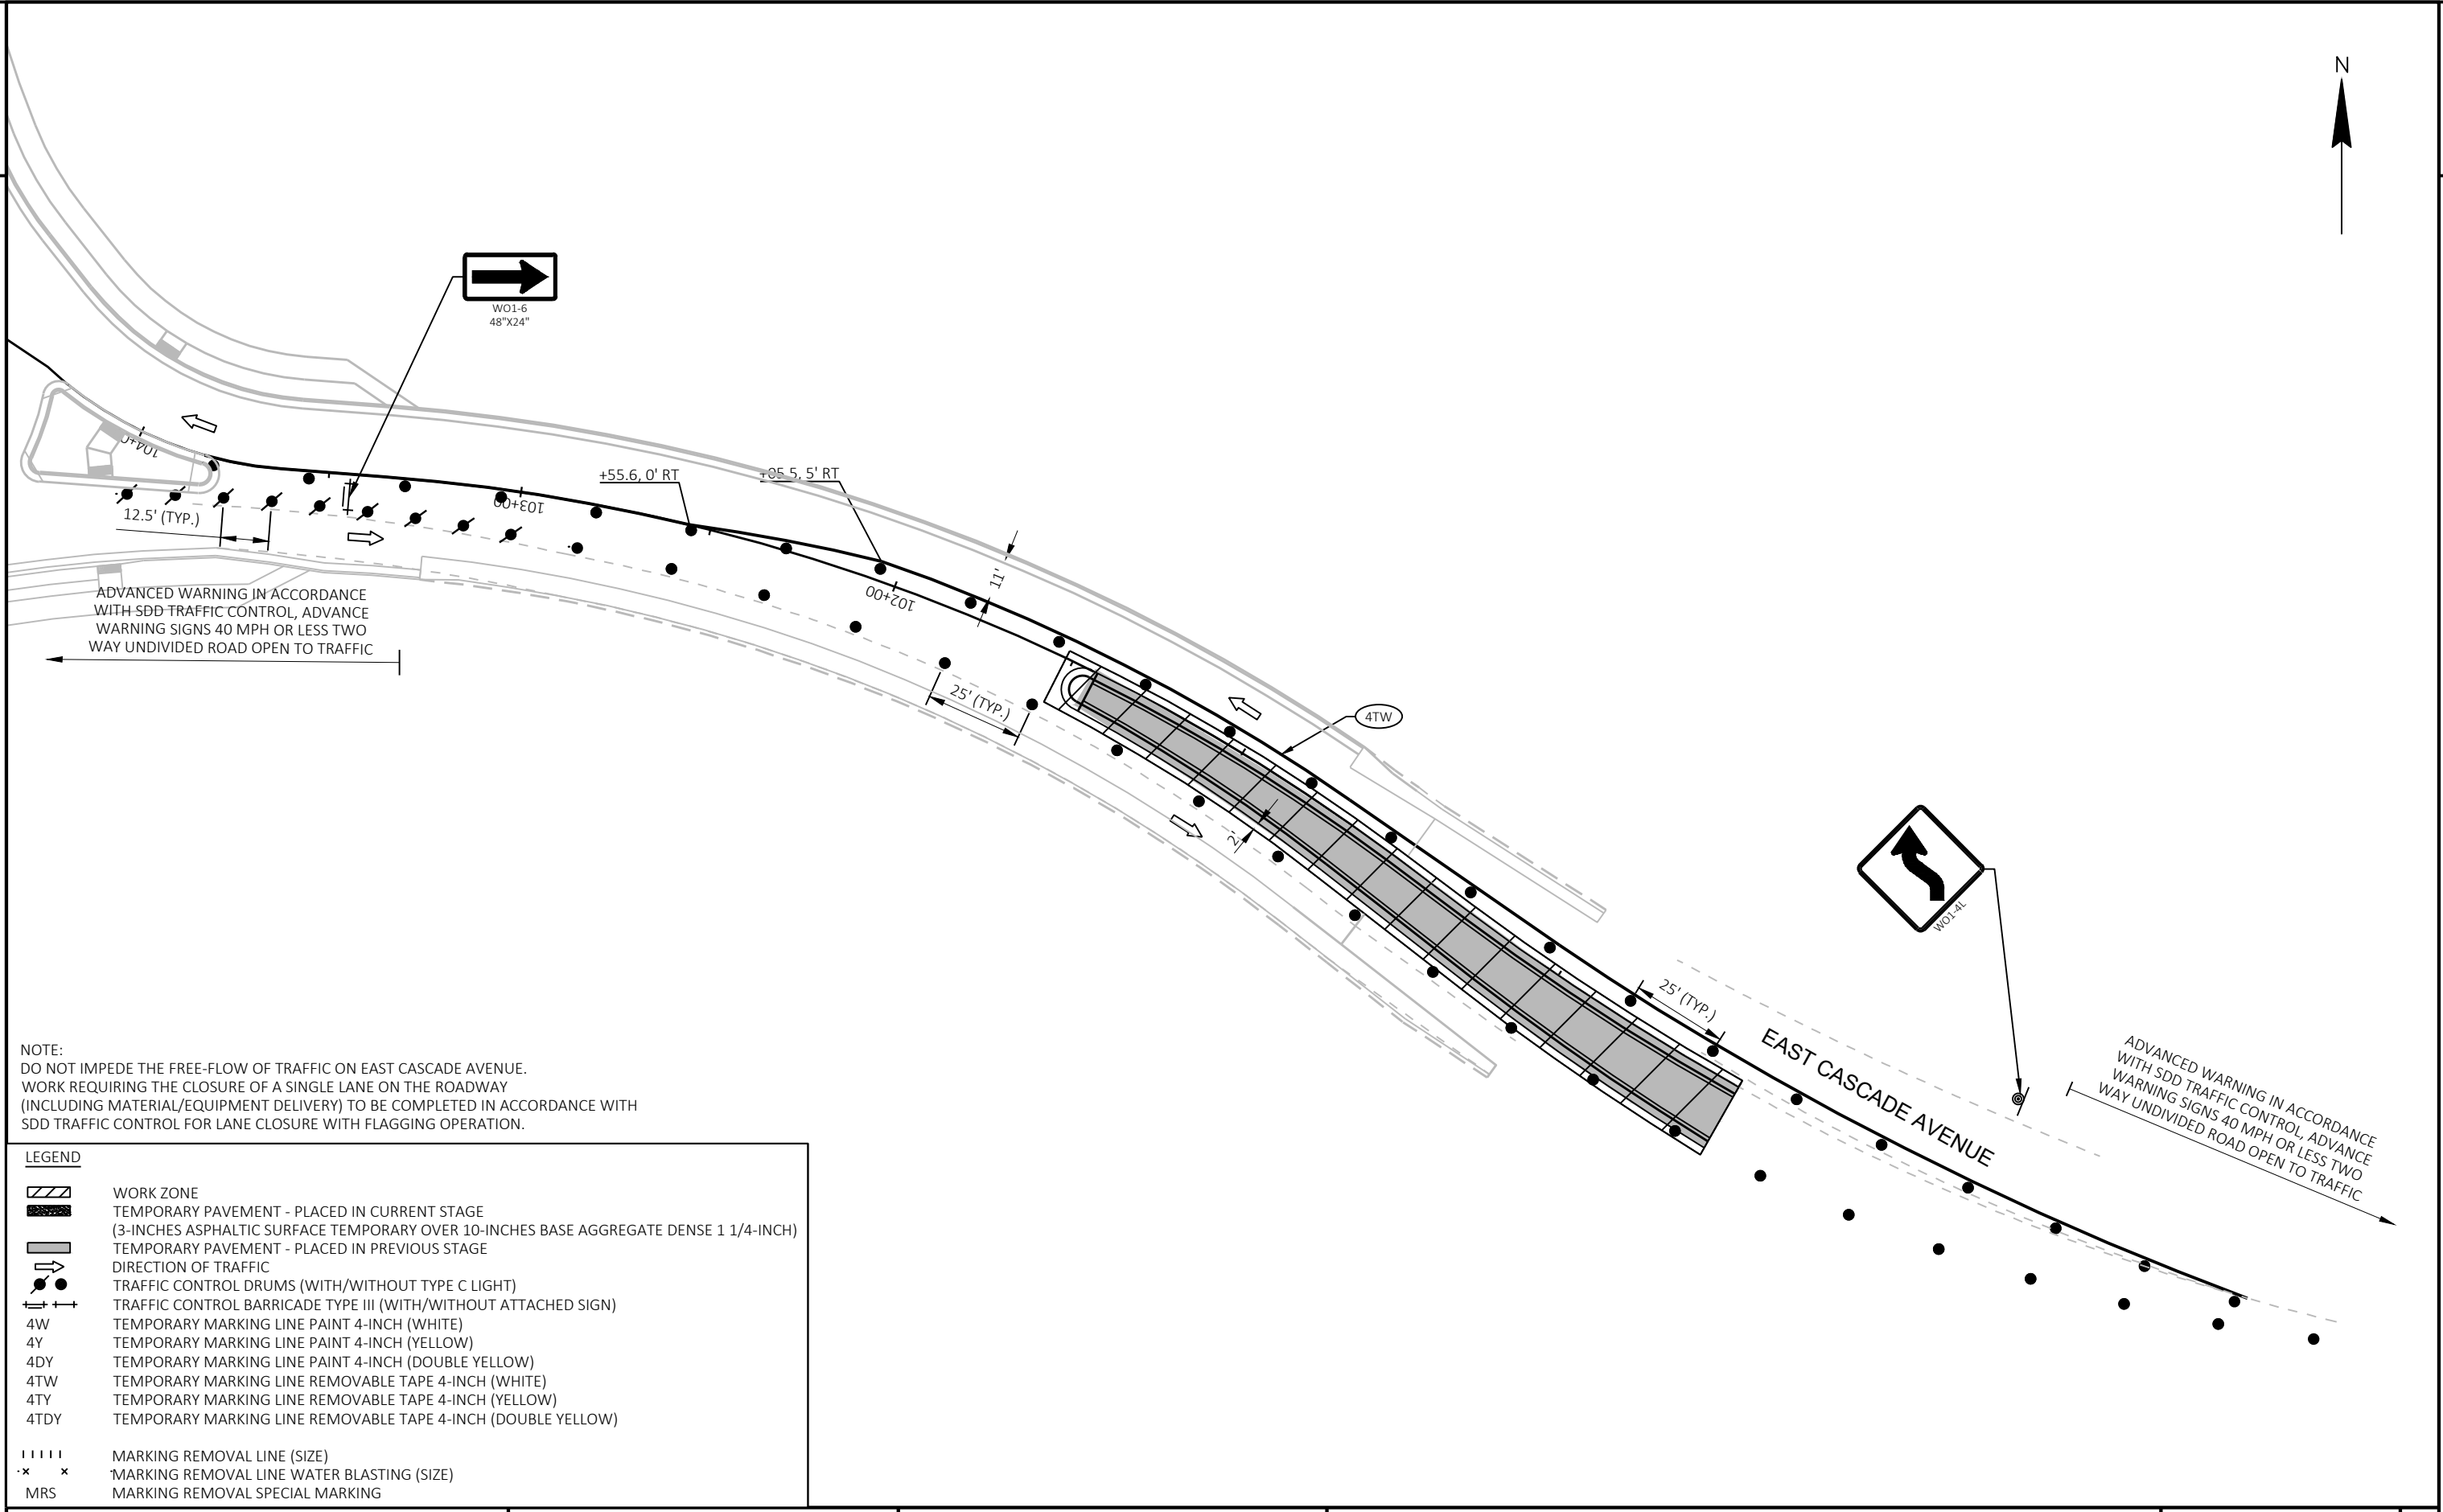 N
WO1-6
48"X24"
+55.6, 0' RT
5, 5' RT
11'
103+00
12.5' (TYP.)
102+00
ADVANCED WARNING IN ACCORDANCE
WITH SDD TRAFFIC CONTROL, ADVANCE
WARNING SIGNS 40 MPH OR LESS TWO
WAY UNDIVIDED ROAD OPEN TO TRAFFIC
25' (TYP.)
4TW
2'
WO1-4L
25' (TYP.)
EAST CASCADE AVENUE
ADVANCED WARNING IN ACCORDANCE
WITH SDD TRAFFIC CONTROL, ADVANCE
WARNING SIGNS 40 MPH OR LESS TWO
WAY UNDIVIDED ROAD OPEN TO TRAFFIC
NOTE:
DO NOT IMPEDE THE FREE-FLOW OF TRAFFIC ON EAST CASCADE AVENUE.
WORK REQUIRING THE CLOSURE OF A SINGLE LANE ON THE ROADWAY
(INCLUDING MATERIAL/EQUIPMENT DELIVERY) TO BE COMPLETED IN ACCORDANCE WITH
SDD TRAFFIC CONTROL FOR LANE CLOSURE WITH FLAGGING OPERATION.
LEGEND
WORK ZONE
TEMPORARY PAVEMENT - PLACED IN CURRENT STAGE
(3-INCHES ASPHALTIC SURFACE TEMPORARY OVER 10-INCHES BASE AGGREGATE DENSE 1 1/4-INCH)
TEMPORARY PAVEMENT - PLACED IN PREVIOUS STAGE
DIRECTION OF TRAFFIC
TRAFFIC CONTROL DRUMS (WITH/WITHOUT TYPE C LIGHT)
TRAFFIC CONTROL BARRICADE TYPE III (WITH/WITHOUT ATTACHED SIGN)
4W TEMPORARY MARKING LINE PAINT 4-INCH (WHITE)
4Y TEMPORARY MARKING LINE PAINT 4-INCH (YELLOW)
4DY TEMPORARY MARKING LINE PAINT 4-INCH (DOUBLE YELLOW)
4TW TEMPORARY MARKING LINE REMOVABLE TAPE 4-INCH (WHITE)
4TY TEMPORARY MARKING LINE REMOVABLE TAPE 4-INCH (YELLOW)
4TDY TEMPORARY MARKING LINE REMOVABLE TAPE 4-INCH (DOUBLE YELLOW)
MARKING REMOVAL LINE (SIZE)
MARKING REMOVAL LINE WATER BLASTING (SIZE)
MRS MARKING REMOVAL SPECIAL MARKING